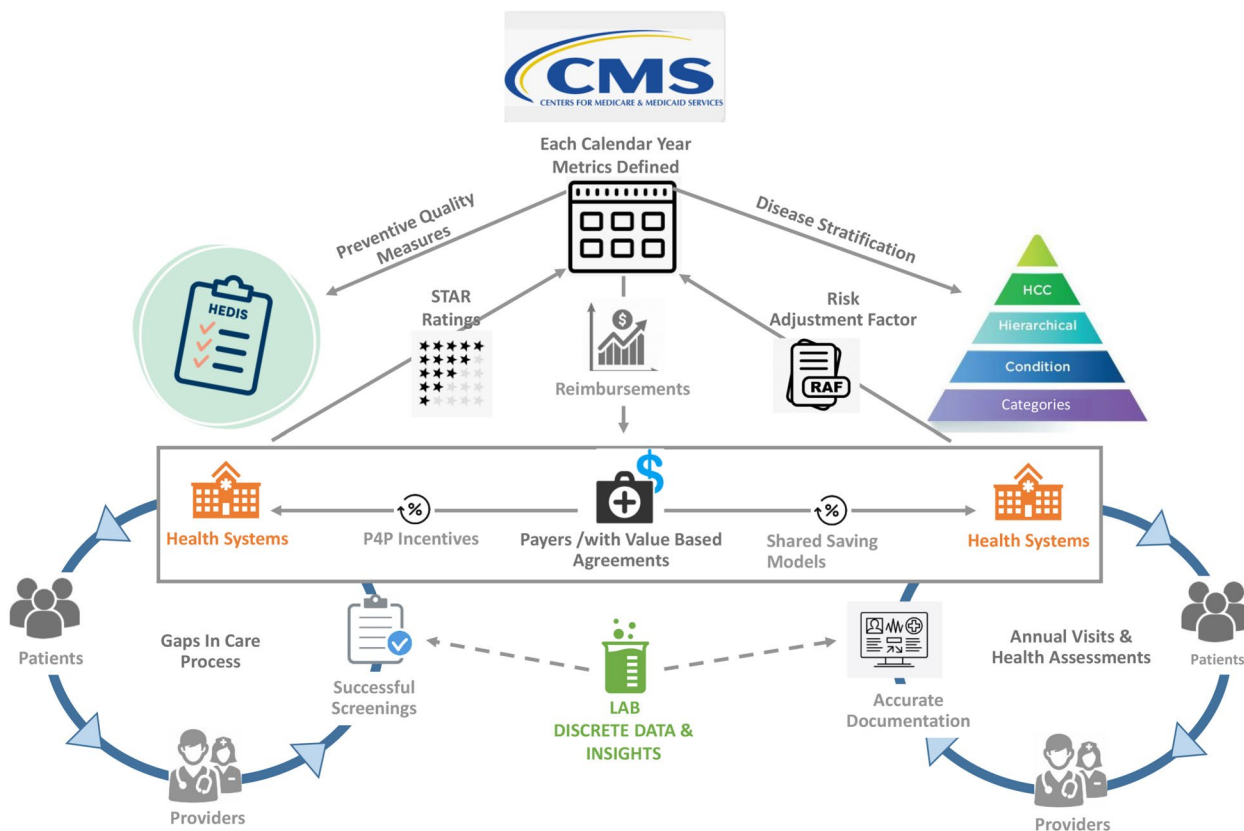 CMS
CENTERS FOR MEDICARE & MEDICAID SERVICES
Each Calendar Year
Metrics Defined
Preventive Quality
Measures
Disease Stratification
HEDIS
STAR
Ratings
Reimbursements
Risk
Adjustment Factor
RAF
HCC
Hierarchical
Condition
Categories
Health Systems
P4P Incentives
Payers /with Value Based
Agreements
Shared Saving
Models
Health Systems
Patients
Gaps In Care
Process
Successful
Screenings
Providers
LAB
DISCRETE DATA &
INSIGHTS
Accurate
Documentation
Annual Visits &
Health Assessments
Patients
Providers